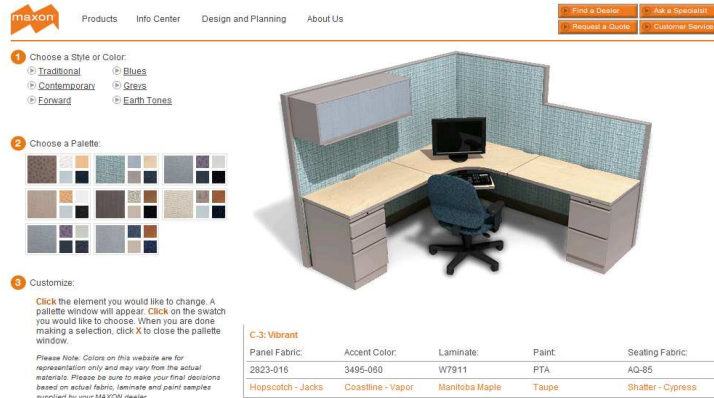 maxon
Products Info Center Design and Planning About Us
Find a Dealer Ask a Specialist
Request a Quote Customer Service
1 Choose a Style or Color:
Traditional Blues
Contemporary Greys
Forward Earth Tones
2 Choose a Palette:
3 Customize:
Click the element you would like to change. A
pallette window will appear. Click on the swatch
you would like to choose. When you are done
making a selection, click X to close the pallette
window.
Please Note: Colors on this website are for
representation only and may vary from the actual
materials. Please be sure to make your final decisions
based on actual fabric, laminate and paint samples
supplied by your MAXON dealer.
C-3: Vibrant
Panel Fabric: Accent Color: Laminate: Paint: Seating Fabric:
2823-016 3495-060 W7911 PTA AQ-85
Hopscotch - Jacks Coastline - Vapor Manitoba Maple Taupe Shatter - Cypress